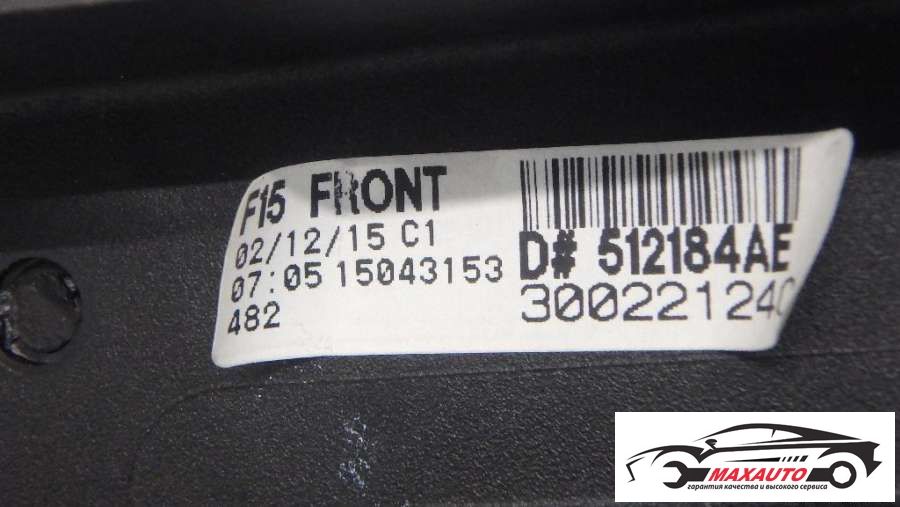 F15 FRONT
02/12/15 C1
07:05 15043153
482
D# 512184AE
300221240
MAXAUTO
гарантия качества и высокого сервиса